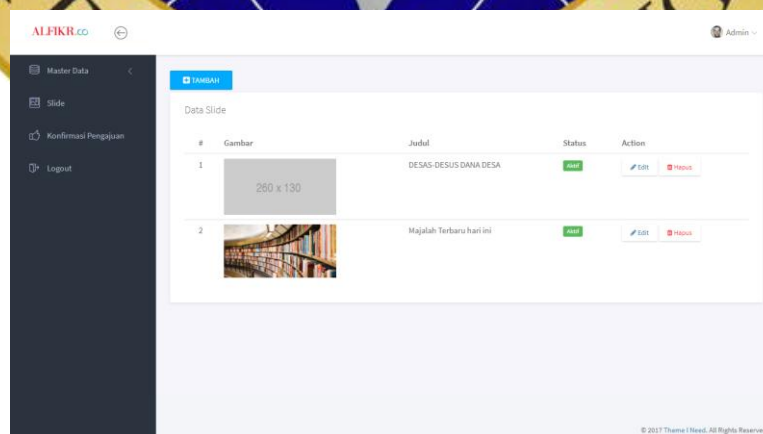 ALFIKR.CO
Admin
Master Data
Slide
Konfirmasi Pengajuan
Logout
TAMBAH
Data Slide
# Gambar Judul Status Action
1 260 x 130 DESAS-DESUS DANA DESA Aktif Edit Hapus
2 Majalah Terbaru hari ini Aktif Edit Hapus
© 2017 Theme I Need. All Rights Reserve